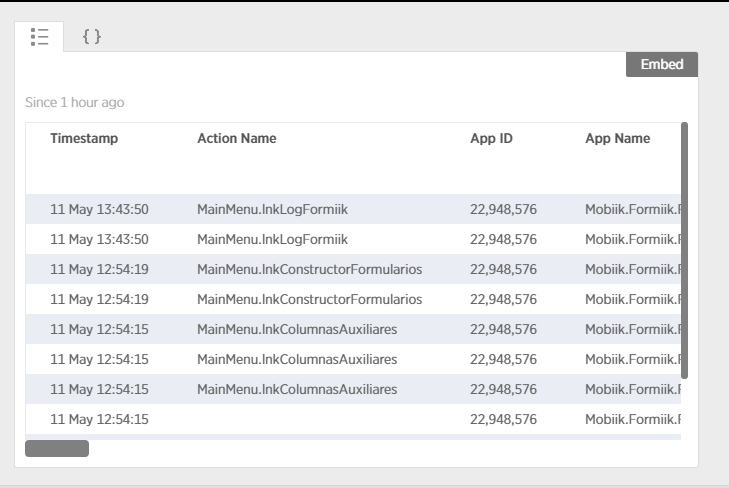 { }
Embed
Since 1 hour ago
Timestamp Action Name App ID App Name
11 May 13:43:50 MainMenu.lnkLogFormiik 22,948,576 Mobiik.Formiik.F
11 May 13:43:50 MainMenu.lnkLogFormiik 22,948,576 Mobiik.Formiik.F
11 May 12:54:19 MainMenu.lnkConstructorFormularios 22,948,576 Mobiik.Formiik.F
11 May 12:54:19 MainMenu.lnkConstructorFormularios 22,948,576 Mobiik.Formiik.F
11 May 12:54:15 MainMenu.lnkColumnasAuxiliares 22,948,576 Mobiik.Formiik.F
11 May 12:54:15 MainMenu.lnkColumnasAuxiliares 22,948,576 Mobiik.Formiik.F
11 May 12:54:15 MainMenu.lnkColumnasAuxiliares 22,948,576 Mobiik.Formiik.F
11 May 12:54:15 22,948,576 Mobiik.Formiik.F